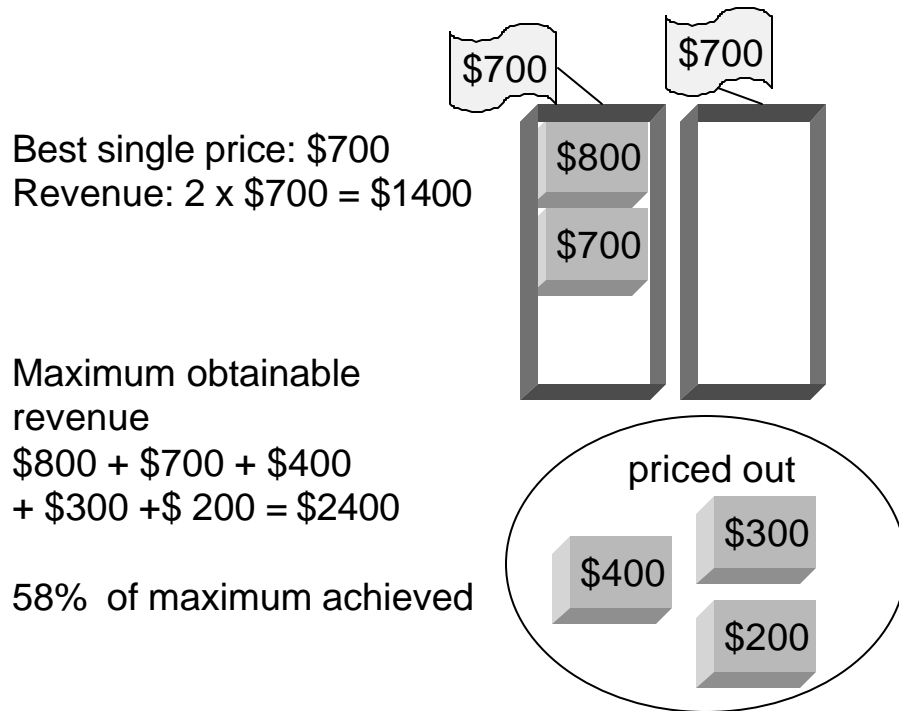 $700
$700
Best single price: $700
Revenue: 2 x $700 = $1400
$800
$700
Maximum obtainable
revenue
$800 + $700 + $400
+ $300 +$ 200 = $2400
58%  of maximum achieved
priced out
$300
$400
$200